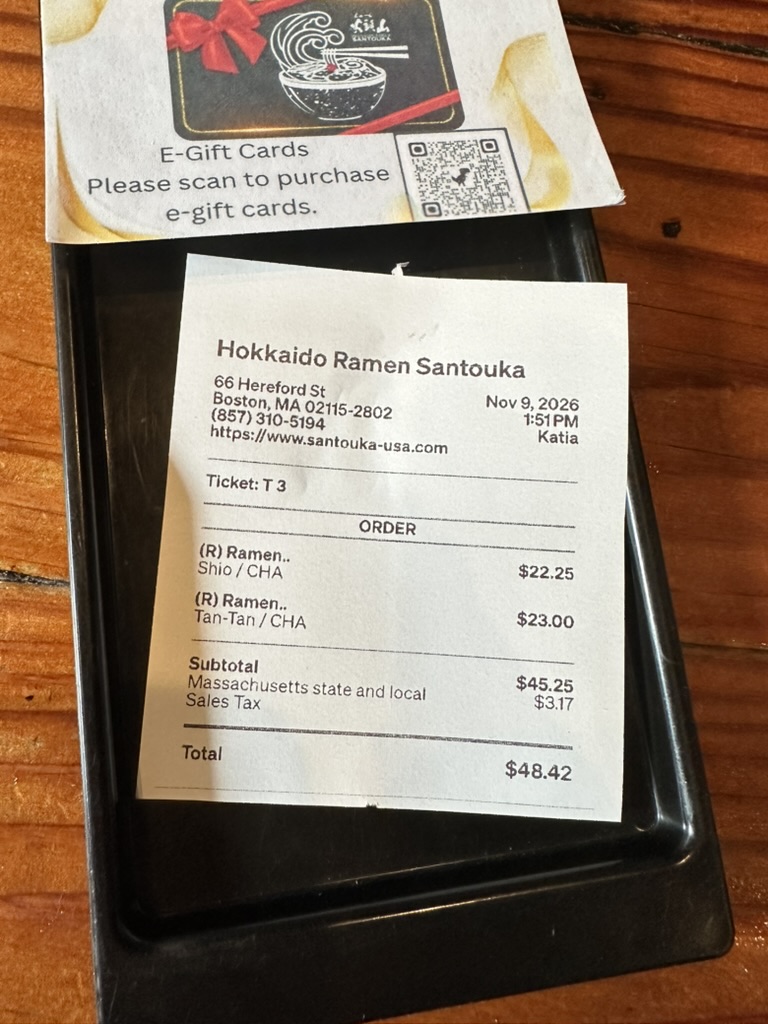 SANTOUKA
E-Gift Cards
Please scan to purchase
e-gift cards.
Hokkaido Ramen Santouka
66 Hereford St
Boston, MA 02115-2802
(857) 310-5194
https://www.santouka-usa.com
Nov 9, 2026
1:51 PM
Katia
Ticket: T 3
ORDER
(R) Ramen..
Shio / CHA $22.25
(R) Ramen..
Tan-Tan / CHA $23.00
Subtotal $45.25
Massachusetts state and local $3.17
Sales Tax
Total $48.42